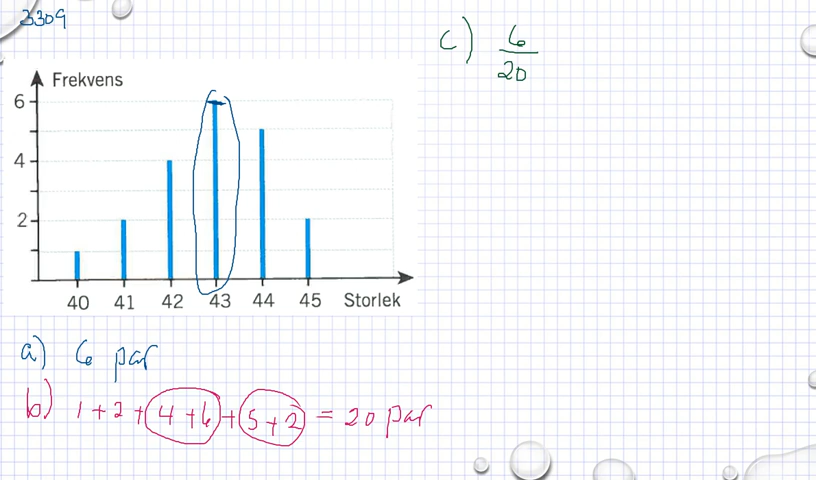 3309
Frekvens
6
4
2
40 41 42 43 44 45 Storlek
a) 6 par
b) 1 + 2 + 4 + 6 + 5 + 2 = 20 par
c) 6
20